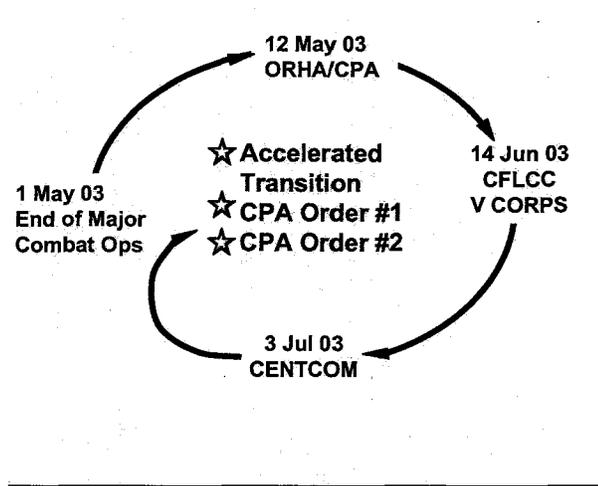 12 May 03
ORHA/CPA
14 Jun 03
CFLCC
V CORPS
3 Jul 03
CENTCOM
1 May 03
End of Major
Combat Ops
Accelerated
Transition
CPA Order #1
CPA Order #2